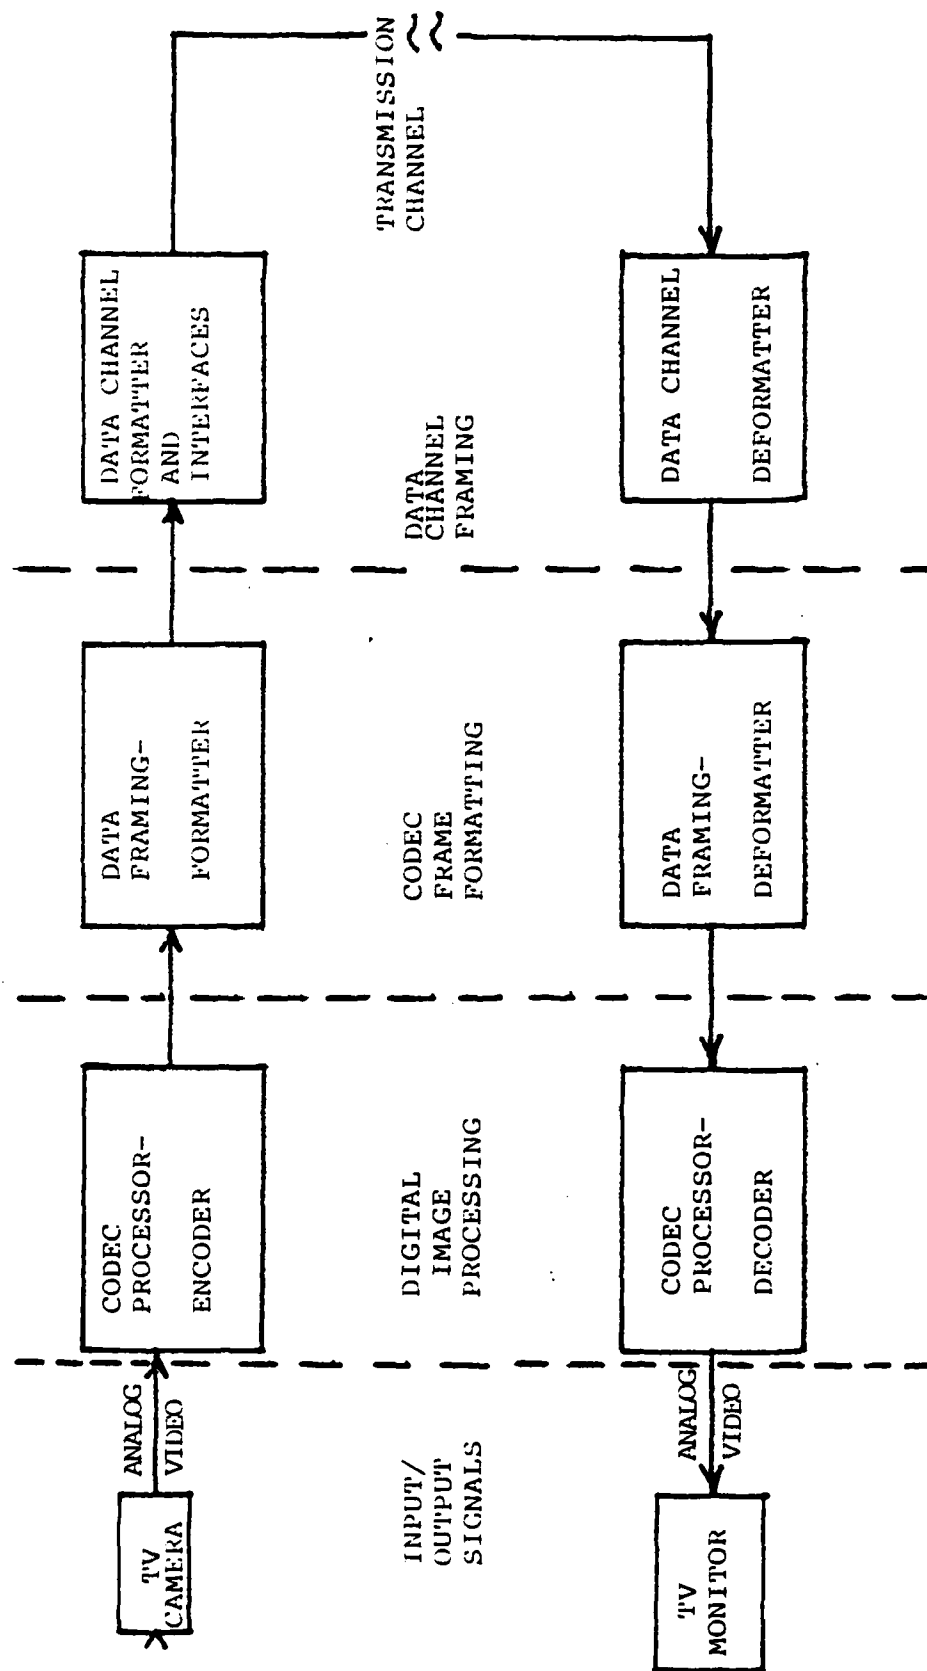 TV
CAMERA
ANALOG
VIDEO
CODEC
PROCESSOR-
ENCODER
DATA
FRAMING-
FORMATTER
DATA CHANNEL
FORMATTER
AND
INTERFACES
INPUT/
OUTPUT
SIGNALS
DIGITAL
IMAGE
PROCESSING
CODEC
FRAME
FORMATTING
DATA
CHANNEL
FRAMING
TRANSMISSION
CHANNEL
TV
MONITOR
ANALOG
VIDEO
CODEC
PROCESSOR-
DECODER
DATA
FRAMING-
DEFORMATTER
DATA CHANNEL
DEFORMATTER